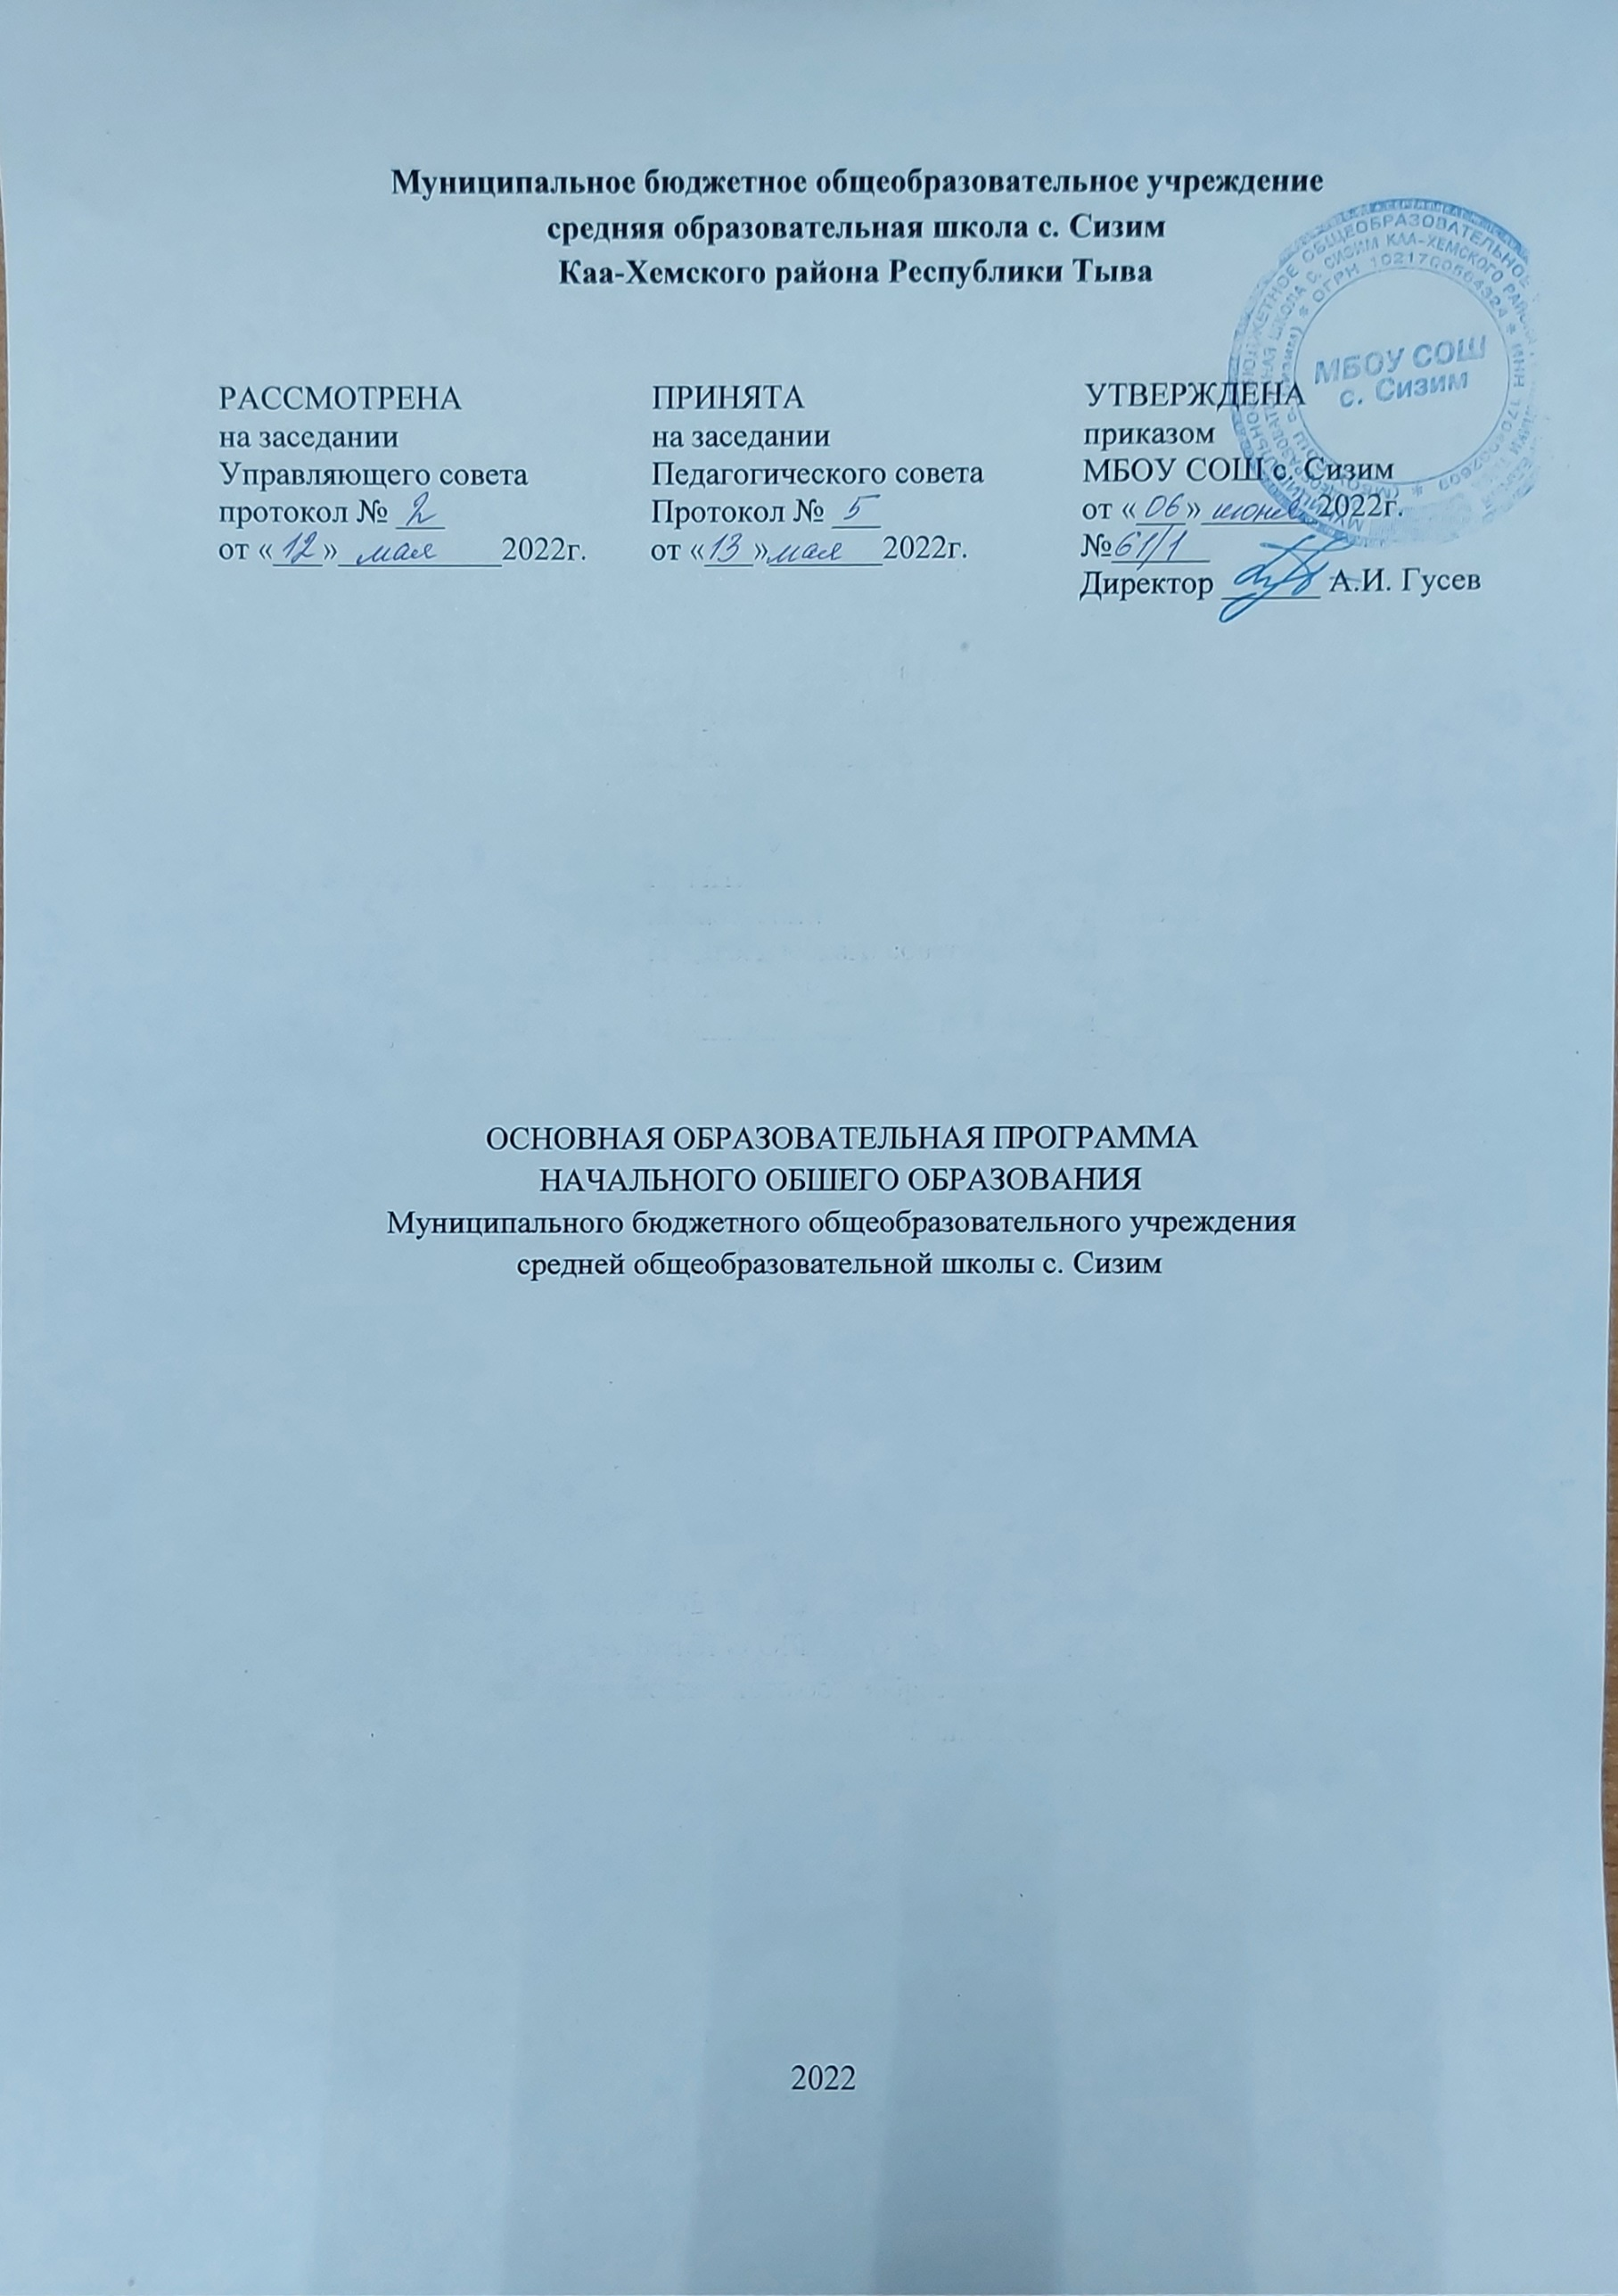 Муниципальное бюджетное общеобразовательное учреждение
средняя образовательная школа с. Сизим
Каа-Хемского района Республики Тыва
РАССМОТРЕНА
на заседании
Управляющего совета
протокол № 2
от «12» мая 2022г.
ПРИНЯТА
на заседании
Педагогического совета
Протокол № 5
от «13» мая 2022г.
УТВЕРЖДЕНА
приказом
МБОУ СОШ с. Сизим
от «06» июня 2022г.
№ 61/1
Директор ______ А.И. Гусев
МБОУ СОШ
с. Сизим
ОСНОВНАЯ ОБРАЗОВАТЕЛЬНАЯ ПРОГРАММА
НАЧАЛЬНОГО ОБШЕГО ОБРАЗОВАНИЯ
Муниципального бюджетного общеобразовательного учреждения
средней общеобразовательной школы с. Сизим
2022